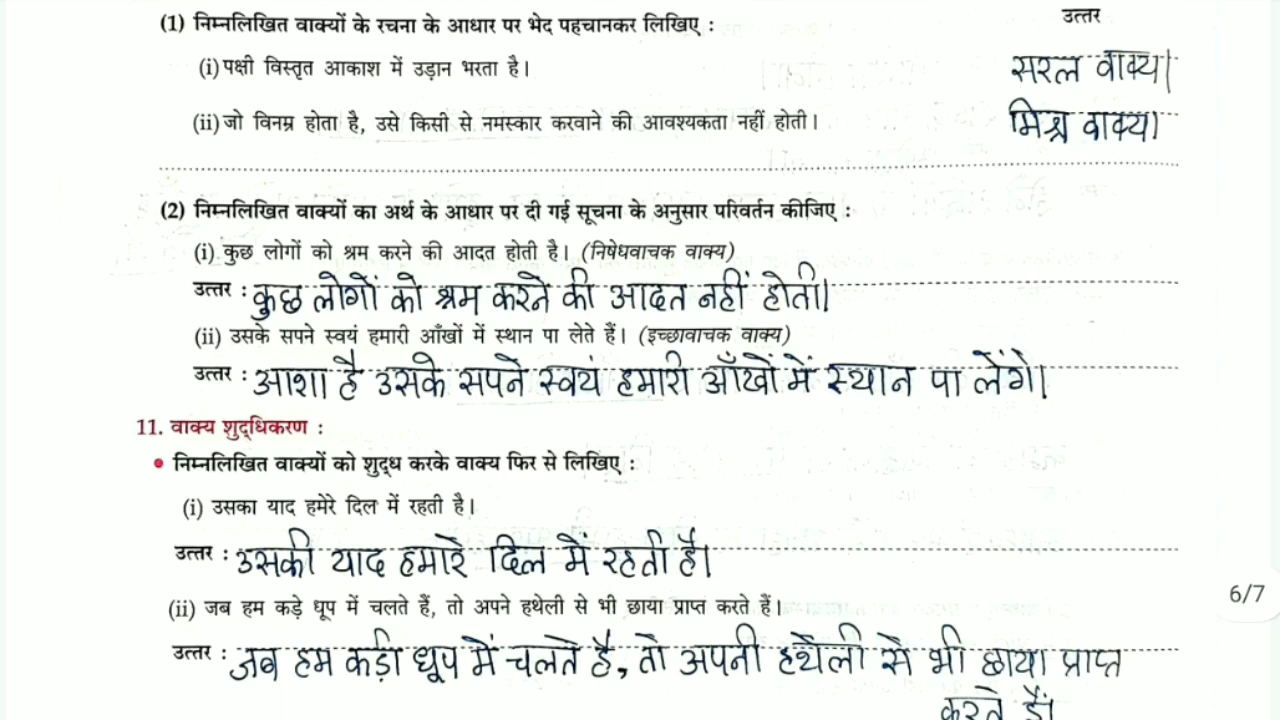 (1) निम्नलिखित वाक्यों के रचना के आधार पर भेद पहचानकर लिखिए : उत्तर
(i) पक्षी विस्तृत आकाश में उड़ान भरता है। सरल वाक्य।
(ii) जो विनम्र होता है, उसे किसी से नमस्कार करवाने की आवश्यकता नहीं होती। मिश्र वाक्य।
(2) निम्नलिखित वाक्यों का अर्थ के आधार पर दी गई सूचना के अनुसार परिवर्तन कीजिए :
(i) कुछ लोगों को श्रम करने की आदत होती है। (निषेधवाचक वाक्य)
उत्तर : कुछ लोगों को श्रम करने की आदत नहीं होती।
(ii) उसके सपने स्वयं हमारी आँखों में स्थान पा लेते हैं। (इच्छावाचक वाक्य)
उत्तर : आशा है उसके सपने स्वयं हमारी आँखों में स्थान पा लेंगे।
11. वाक्य शुद्धिकरण :
• निम्नलिखित वाक्यों को शुद्ध करके वाक्य फिर से लिखिए :
(i) उसका याद हमेरे दिल में रहती है।
उत्तर : उसकी याद हमारे दिल में रहती है।
(ii) जब हम कड़े धूप में चलते हैं, तो अपने हथेली से भी छाया प्राप्त करते हैं।
6/7
उत्तर : जब हम कड़ी धूप में चलते है, तो अपनी हथेली से भी छाया प्राप्त
करते हैं।